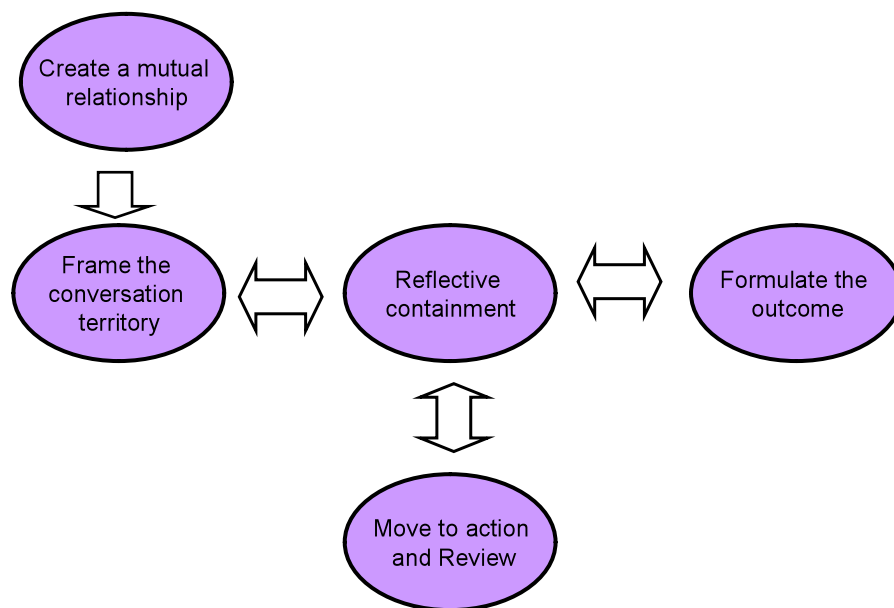 Create a mutual
relationship
Frame the
conversation
territory
Reflective
containment
Formulate the
outcome
Move to action
and Review